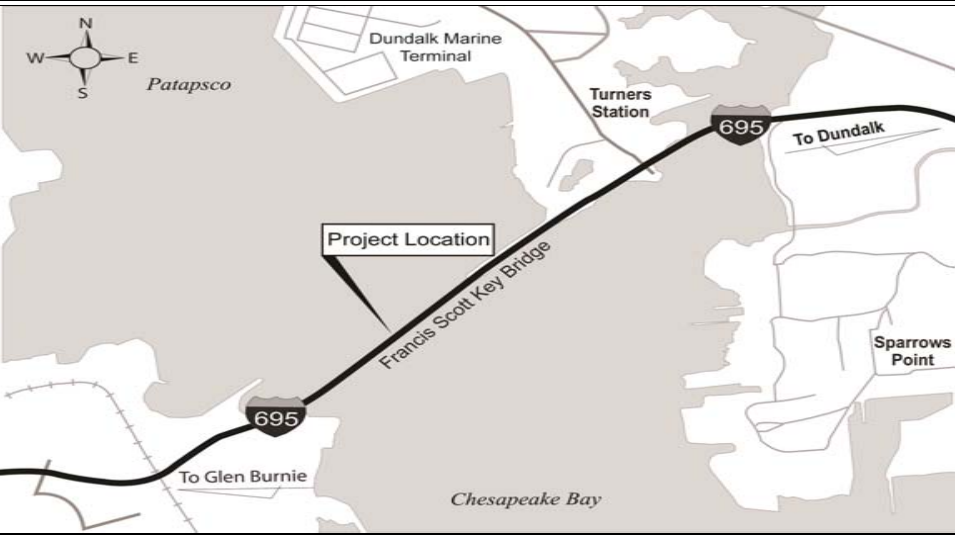 N
W E
S
Patapsco
Dundalk Marine
Terminal
Turners
Station
695
To Dundalk
Project Location
Francis Scott Key Bridge
Sparrows
Point
695
To Glen Burnie
Chesapeake Bay